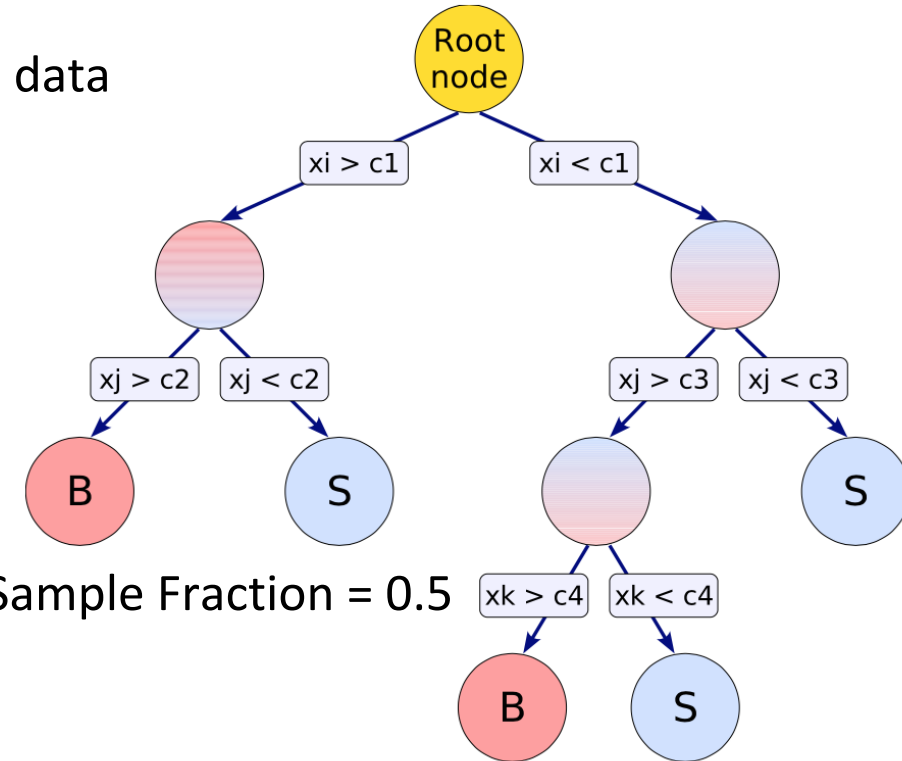 Root
node
data
xi > c1
xi < c1
xj > c2
xj < c2
xj > c3
xj < c3
B
S
S
Sample Fraction = 0.5
xk > c4
xk < c4
B
S